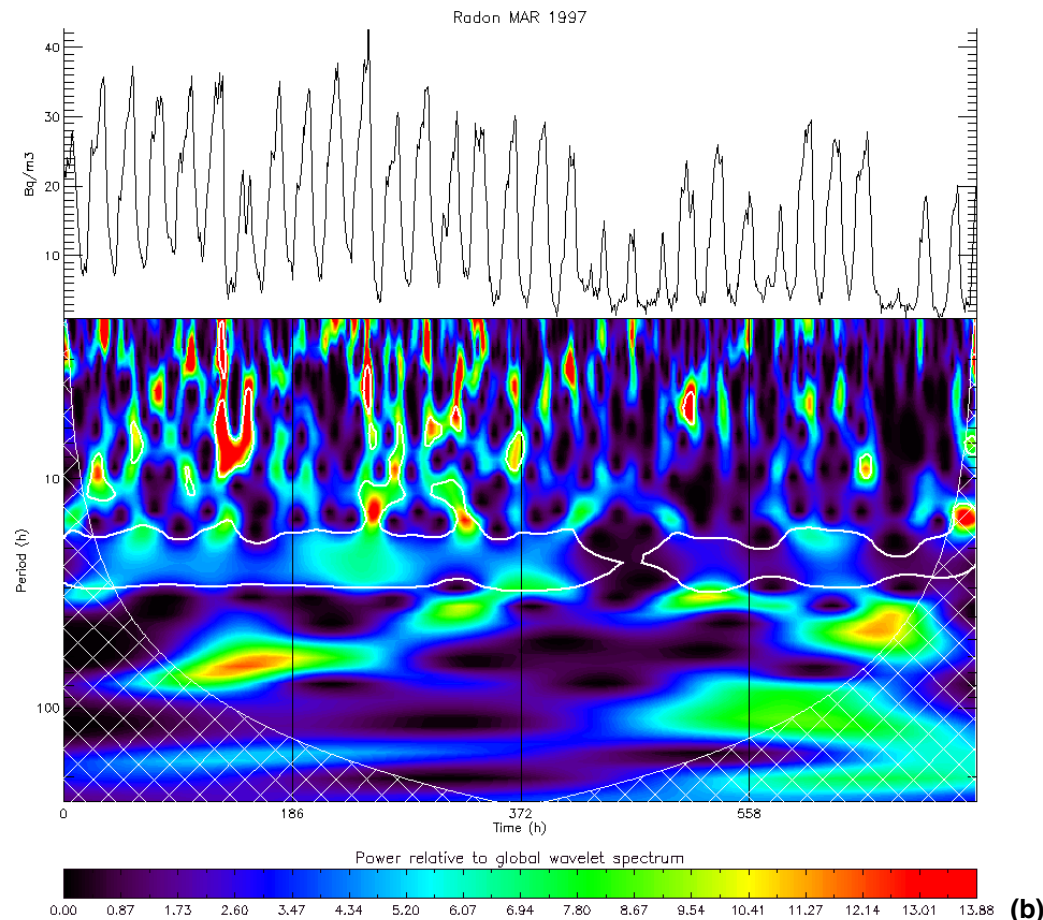 Radon MAR 1997
40
30
20
10
Bq/m3
10
100
Period (h)
0 186 372 558
Time (h)
Power relative to global wavelet spectrum
0.00 0.87 1.73 2.60 3.47 4.34 5.20 6.07 6.94 7.80 8.67 9.54 10.41 11.27 12.14 13.01 13.88
(b)